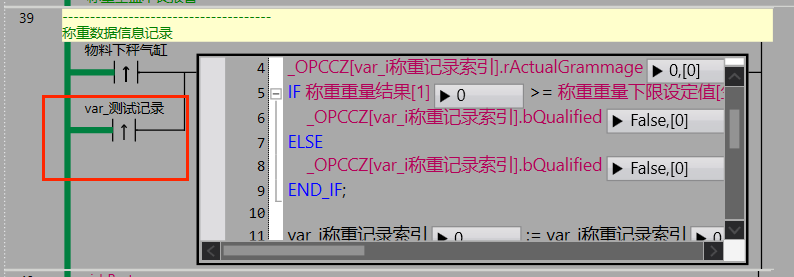 39
称重数据信息记录
物料下秤气缸
var_测试记录
4 _OPCCZ[var_i称重记录索引].rActualGrammage 0,[0]
5 IF 称重重量结果[1] 0 >= 称重重量下限设定值[
6 _OPCCZ[var_i称重记录索引].bQualified False,[0]
7 ELSE
8 _OPCCZ[var_i称重记录索引].bQualified False,[0]
9 END_IF;
10
11 var_i称重记录索引 0 := var_i称重记录索引 0